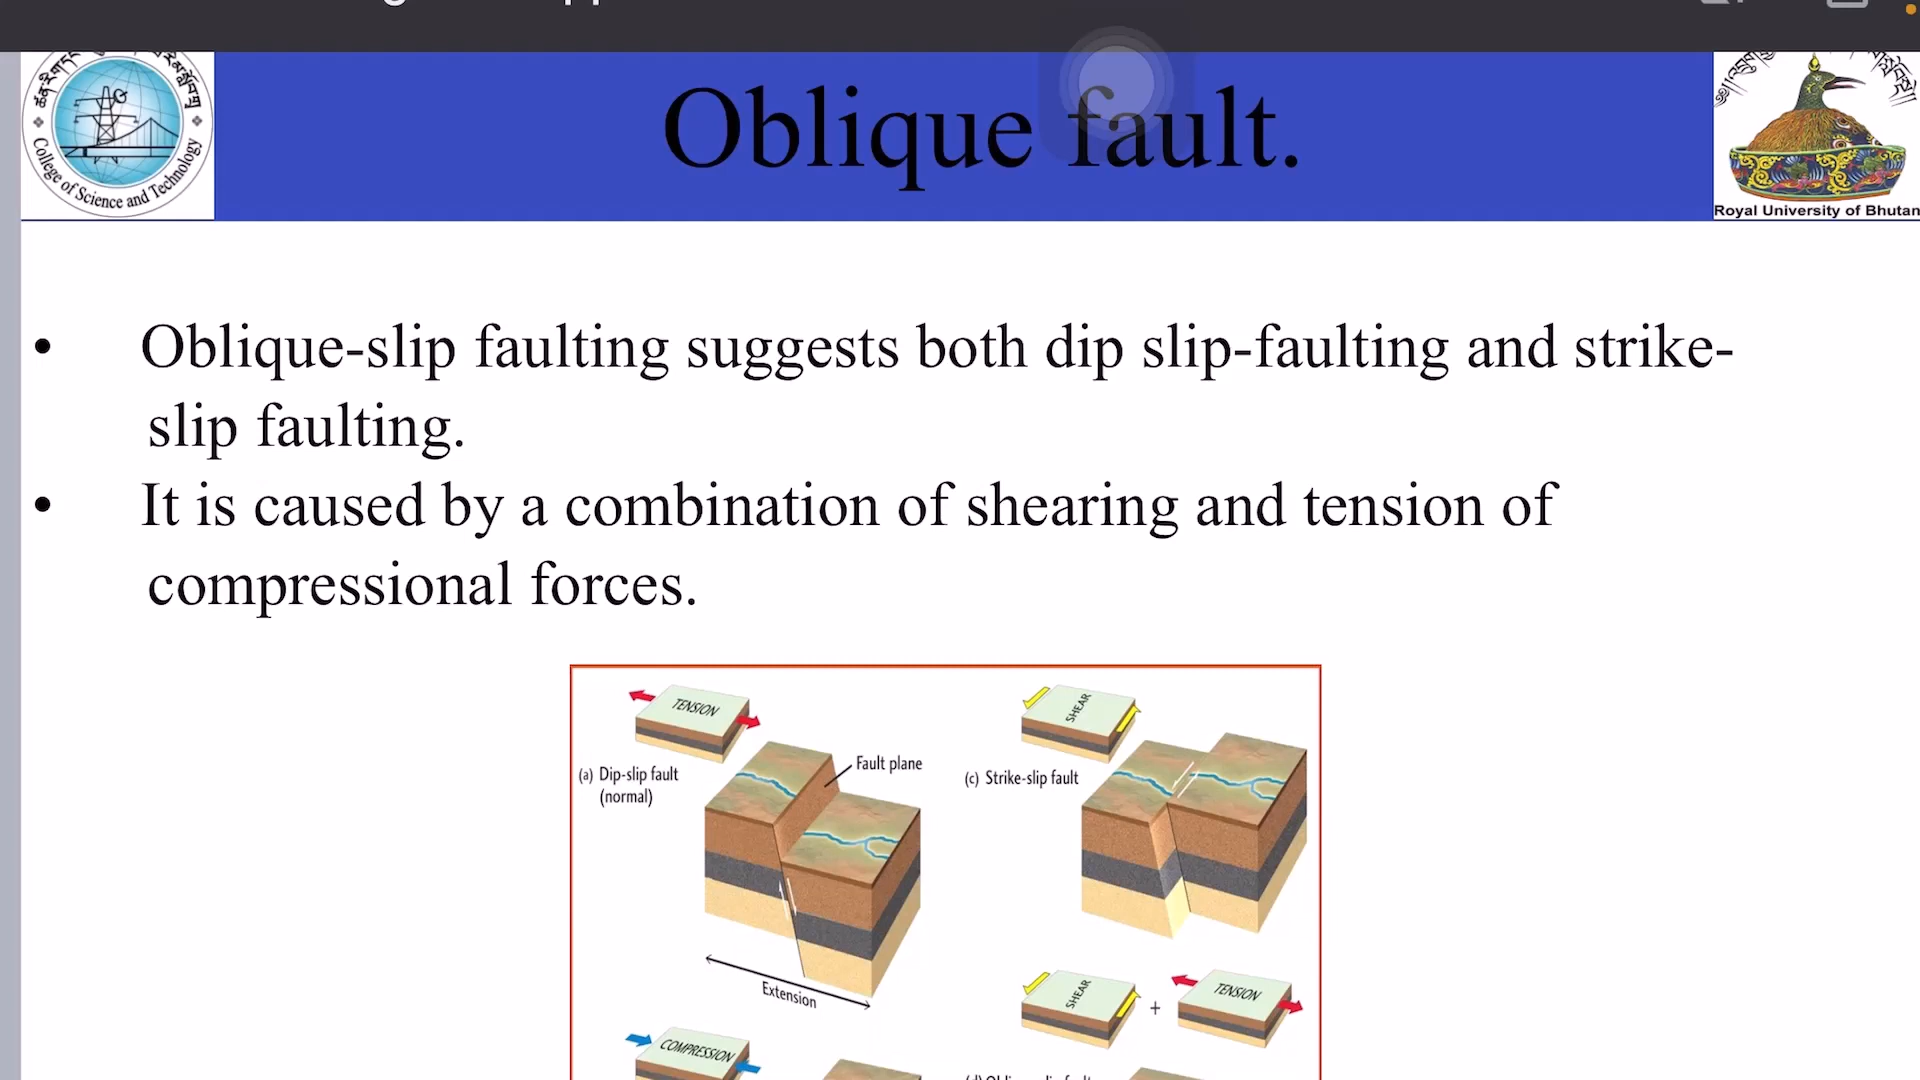 Oblique fault.
College of Science and Technology
Royal University of Bhutan
• Oblique-slip faulting suggests both dip slip-faulting and strike-
slip faulting.
• It is caused by a combination of shearing and tension of
compressional forces.
TENSION
(a) Dip-slip fault
(normal)
Fault plane
Extension
SHEAR
(c) Strike-slip fault
SHEAR
+
TENSION
COMPRESSION